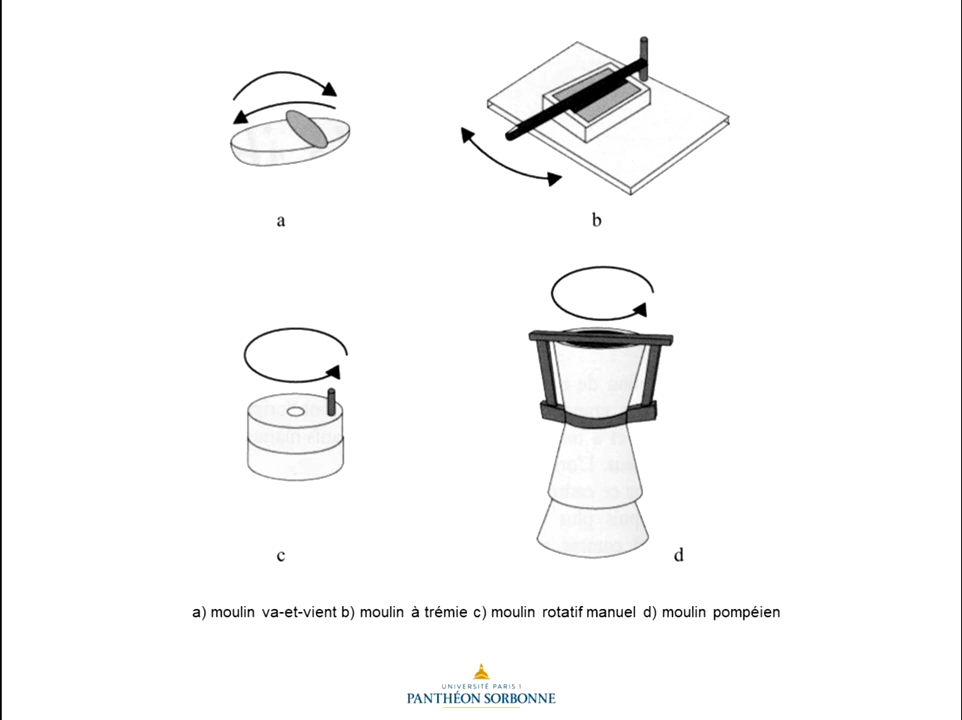 a
b
c
d
a) moulin va-et-vient b) moulin à trémie c) moulin rotatif manuel d) moulin pompéien
UNIVERSITÉ PARIS 1
PANTHÉON SORBONNE